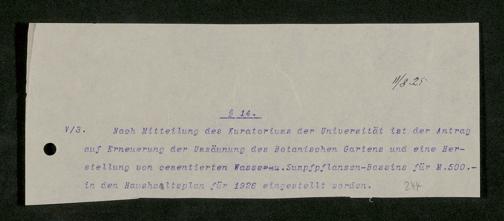 11/8.25
§ 14.
V/3. Nach Mitteilung des Kuratoriums der Universität ist der Antrag
auf Erneuerung der Umzäunung des Botanischen Gartens und eine Her-
stellung von cementierten Wasser-u.Sumpfpflanzen-Bassins für M.500.-
in den Haushaltsplan für 1926 eingestellt worden.
244